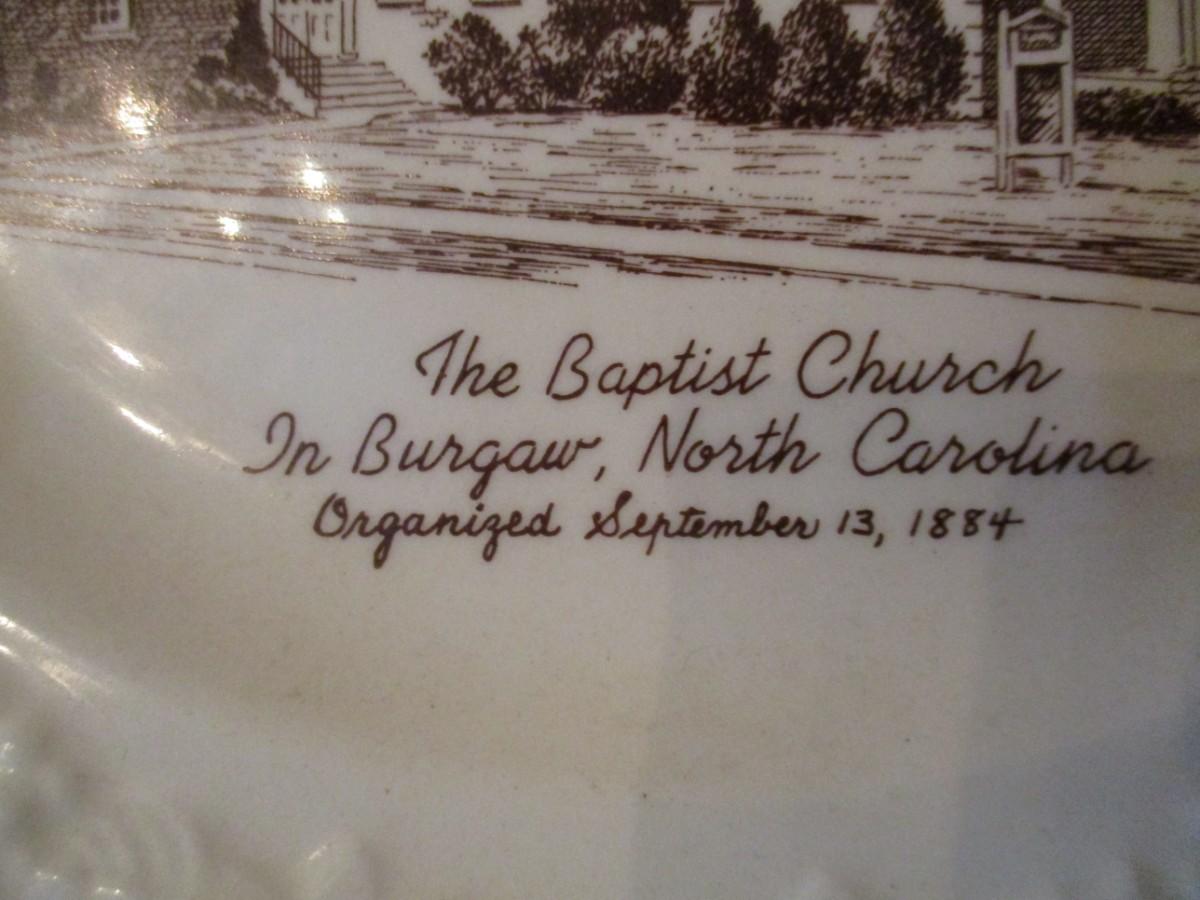 The Baptist Church
In Burgaw, North Carolina
Organized September 13, 1884